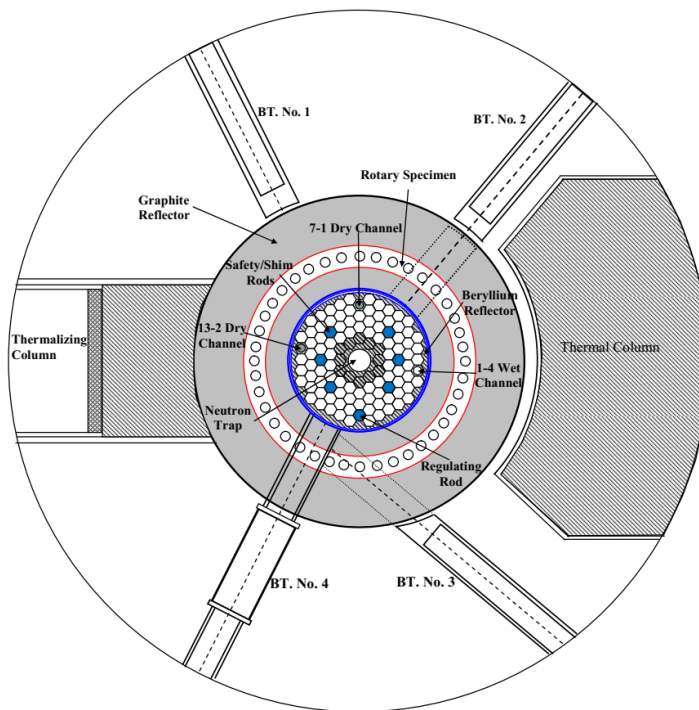 BT. No. 1
BT. No. 2
Rotary Specimen
Graphite
Reflector
7-1 Dry Channel
Safety/Shim
Rods
Beryllium
Reflector
13-2 Dry
Channel
Thermalizing
Column
Thermal Column
1-4 Wet
Channel
Neutron
Trap
Regulating
Rod
BT. No. 4
BT. No. 3